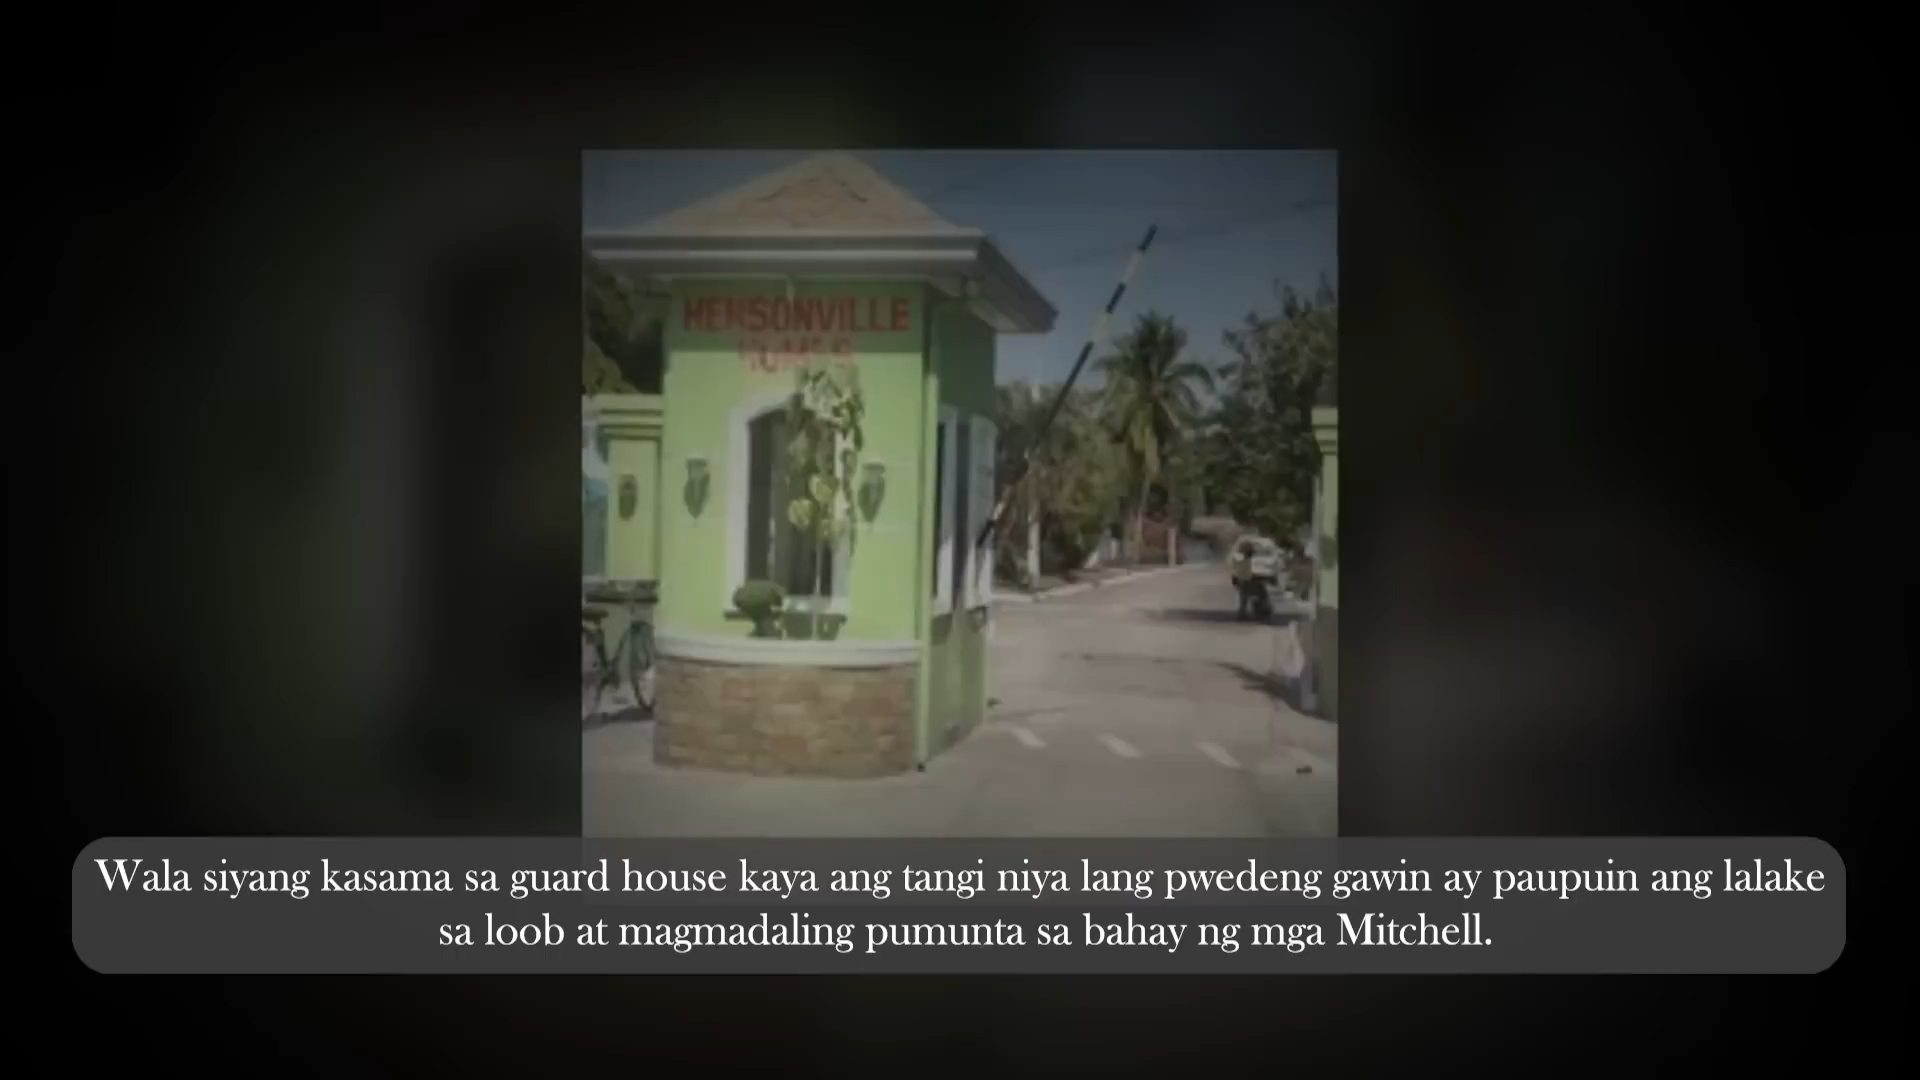 HENSONVILLE
HOMES
Wala siyang kasama sa guard house kaya ang tangi niya lang pwedeng gawin ay paupuin ang lalake
sa loob at magmadaling pumunta sa bahay ng mga Mitchell.